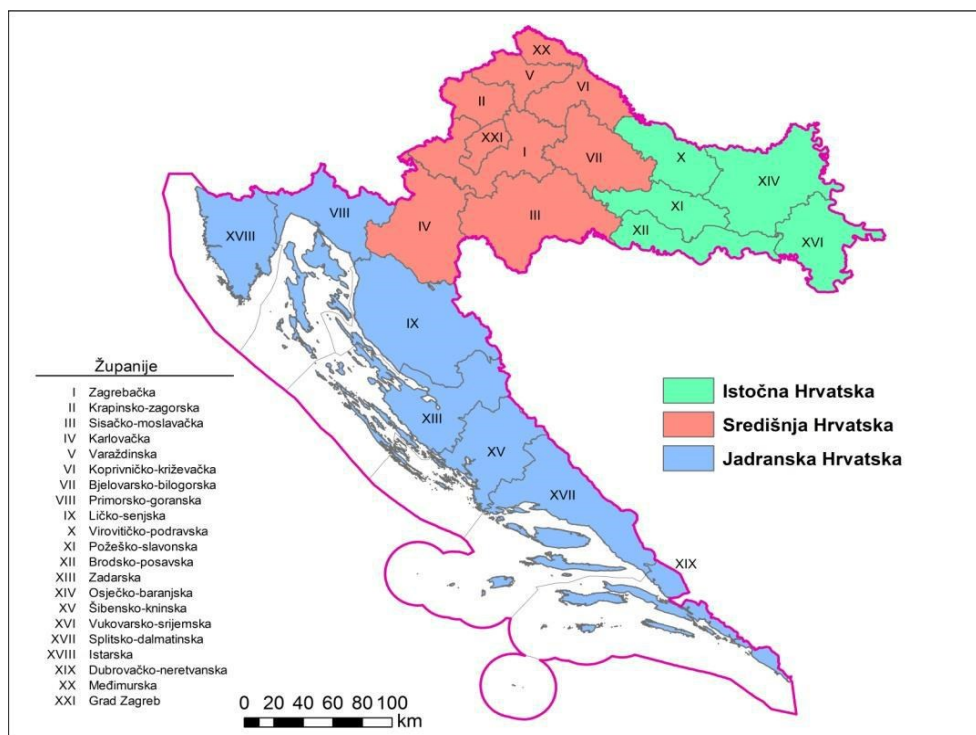 XX
V
VI
II
XXI
I
VII
X
XIV
XI
XII
XVI
III
IV
VIII
XVIII
IX
XIII
XV
XVII
XIX
Županije
I Zagrebačka
II Krapinsko-zagorska
III Sisačko-moslavačka
IV Karlovačka
V Varaždinska
VI Koprivničko-križevačka
VII Bjelovarsko-bilogorska
VIII Primorsko-goranska
IX Ličko-senjska
X Virovitičko-podravska
XI Požeško-slavonska
XII Brodsko-posavska
XIII Zadarska
XIV Osječko-baranjska
XV Šibensko-kninska
XVI Vukovarsko-srijemska
XVII Splitsko-dalmatinska
XVIII Istarska
XIX Dubrovačko-neretvanska
XX Međimurska
XXI Grad Zagreb
Istočna Hrvatska
Središnja Hrvatska
Jadranska Hrvatska
0 20 40 60 80 100
km